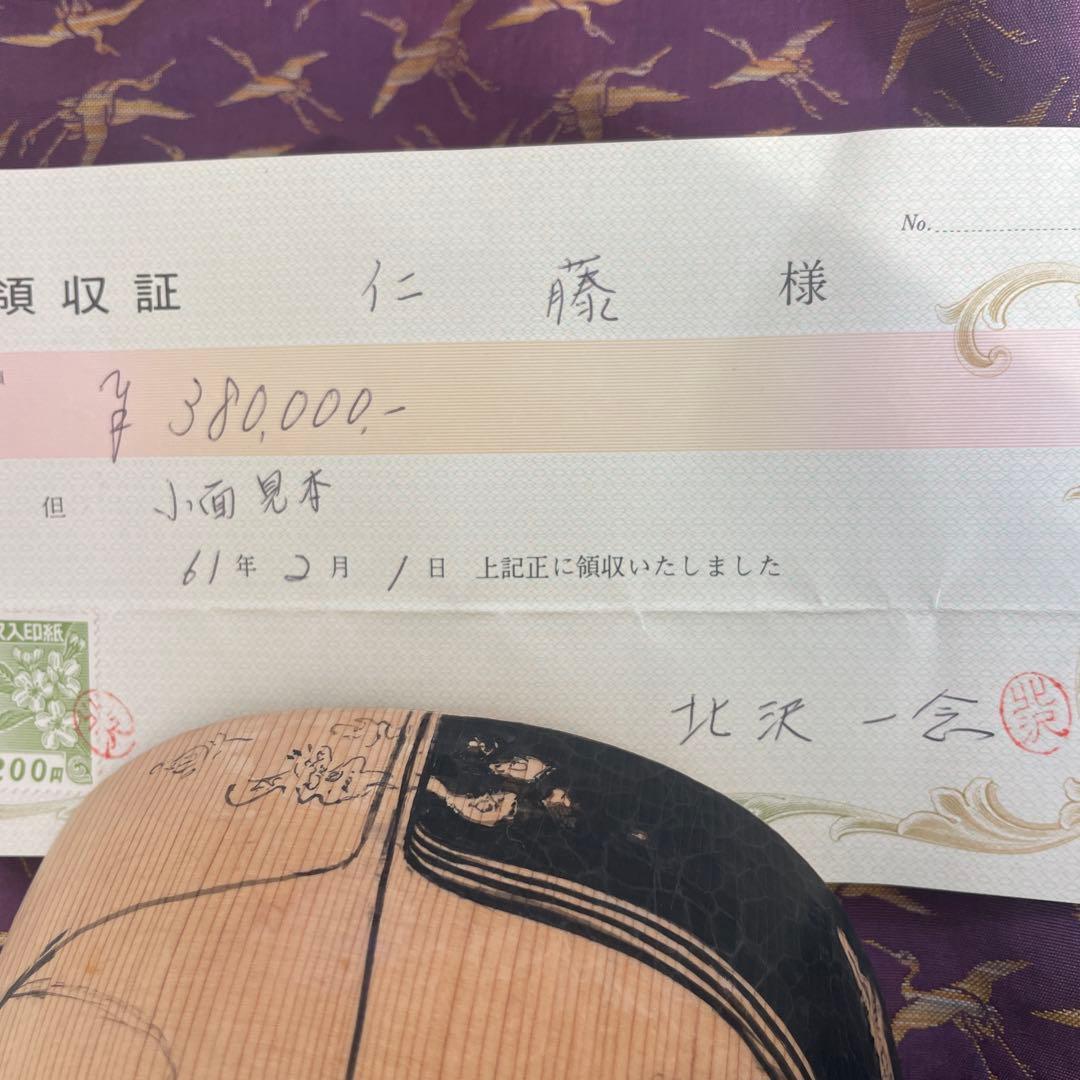 No.
領収証 仁藤 様
¥380,000.-
但 小面見本
61年2月1日 上記正に領収いたしました
収入印紙
200円
北沢一念
北沢